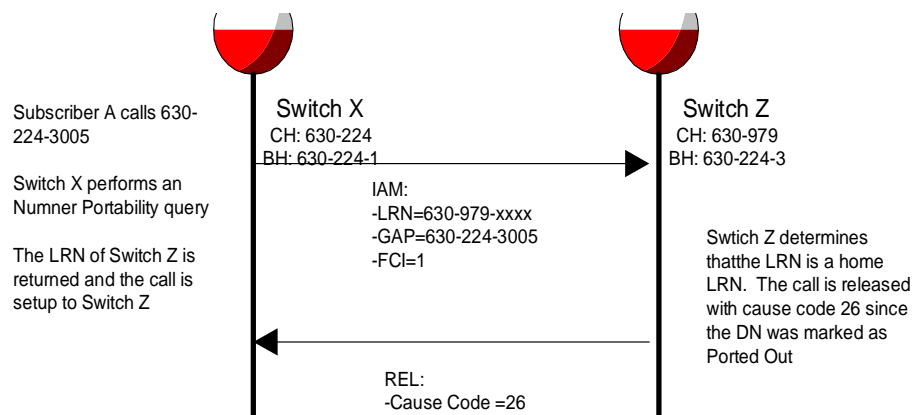 Subscriber A calls 630-
224-3005
Switch X performs an
Numner Portability query
The LRN of Switch Z is
returned and the call is
setup to Switch Z
Switch X
CH: 630-224
BH: 630-224-1
IAM:
-LRN=630-979-xxxx
-GAP=630-224-3005
-FCI=1
REL:
-Cause Code =26
Switch Z
CH: 630-979
BH: 630-224-3
Swtich Z determines
thatthe LRN is a home
LRN. The call is released
with cause code 26 since
the DN was marked as
Ported Out